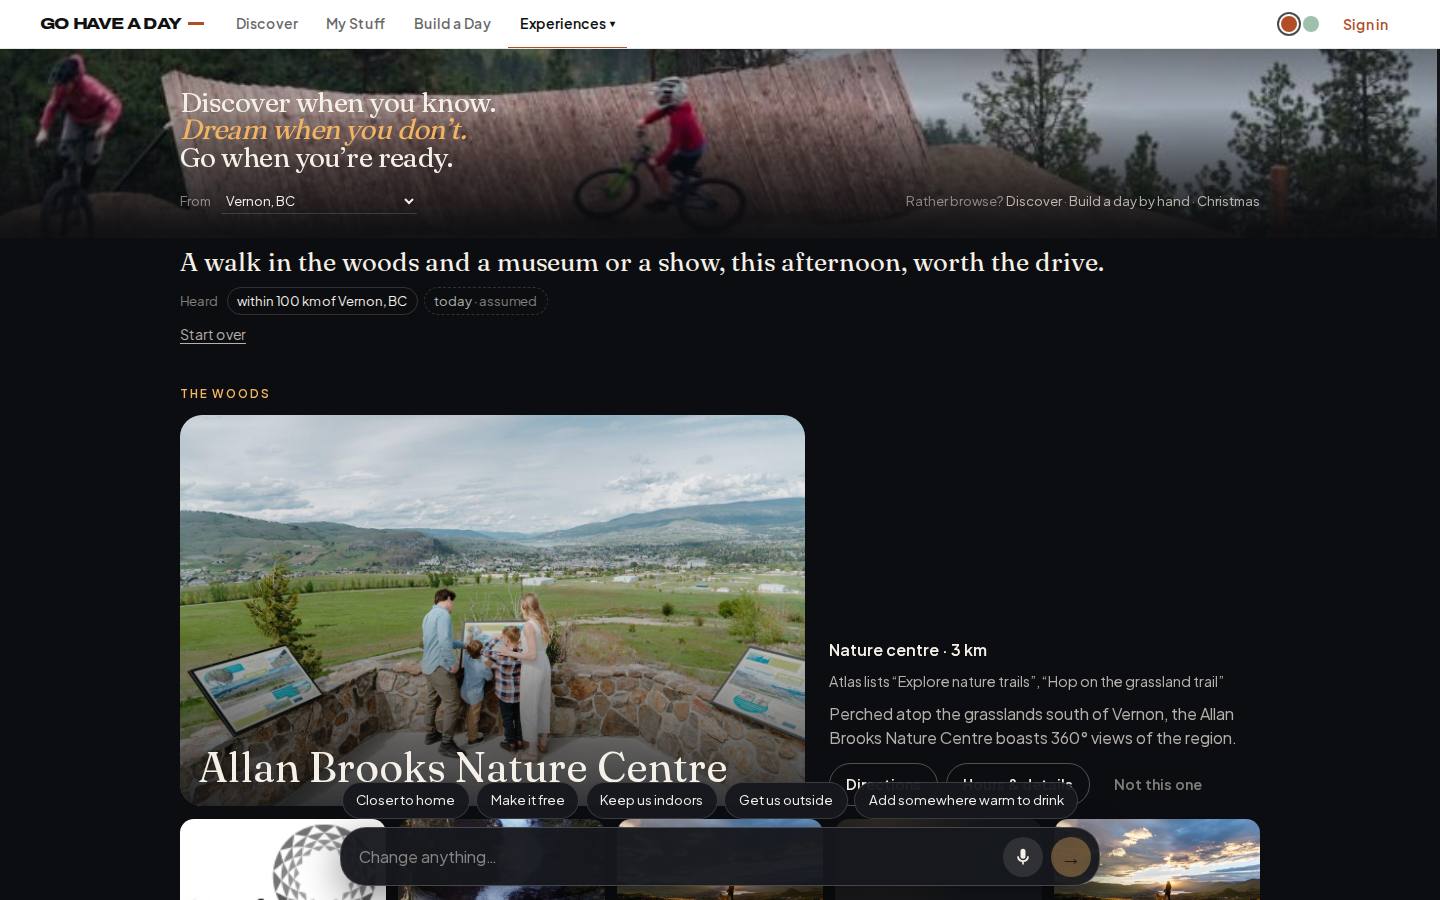 GO HAVE A DAY
Discover
My Stuff
Build a Day
Experiences ▾
Sign in
Discover when you know.
Dream when you don’t.
Go when you’re ready.
From
Vernon, BC
Rather browse? Discover · Build a day by hand · Christmas
A walk in the woods and a museum or a show, this afternoon, worth the drive.
Heard
within 100 km of Vernon, BC
today · assumed
Start over
THE WOODS
Allan Brooks Nature Centre
Nature centre · 3 km
Atlas lists “Explore nature trails”, “Hop on the grassland trail”
Perched atop the grasslands south of Vernon, the Allan
Brooks Nature Centre boasts 360° views of the region.
Directions
Hours & details
Not this one
Closer to home
Make it free
Keep us indoors
Get us outside
Add somewhere warm to drink
Change anything…
→